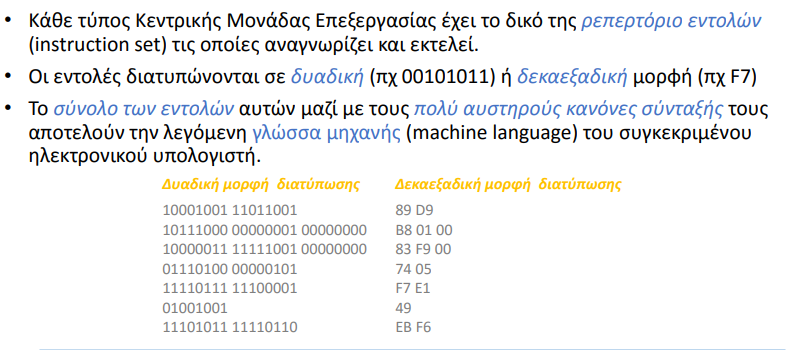 • Κάθε τύπος Κεντρικής Μονάδας Επεξεργασίας έχει το δικό της ρεπερτόριο εντολών
(instruction set) τις οποίες αναγνωρίζει και εκτελεί.
• Οι εντολές διατυπώνονται σε δυαδική (πχ 00101011) ή δεκαεξαδική μορφή (πχ F7)
• Το σύνολο των εντολών αυτών μαζί με τους πολύ αυστηρούς κανόνες σύνταξής τους
αποτελούν την λεγόμενη γλώσσα μηχανής (machine language) του συγκεκριμένου
ηλεκτρονικού υπολογιστή.
Δυαδική μορφή διατύπωσης Δεκαεξαδική μορφή διατύπωσης
10001001 11011001 89 D9
10111000 00000001 00000000 B8 01 00
10000011 11111001 00000000 83 F9 00
01110100 00000101 74 05
11110111 11100001 F7 E1
01001001 49
11101011 11110110 EB F6